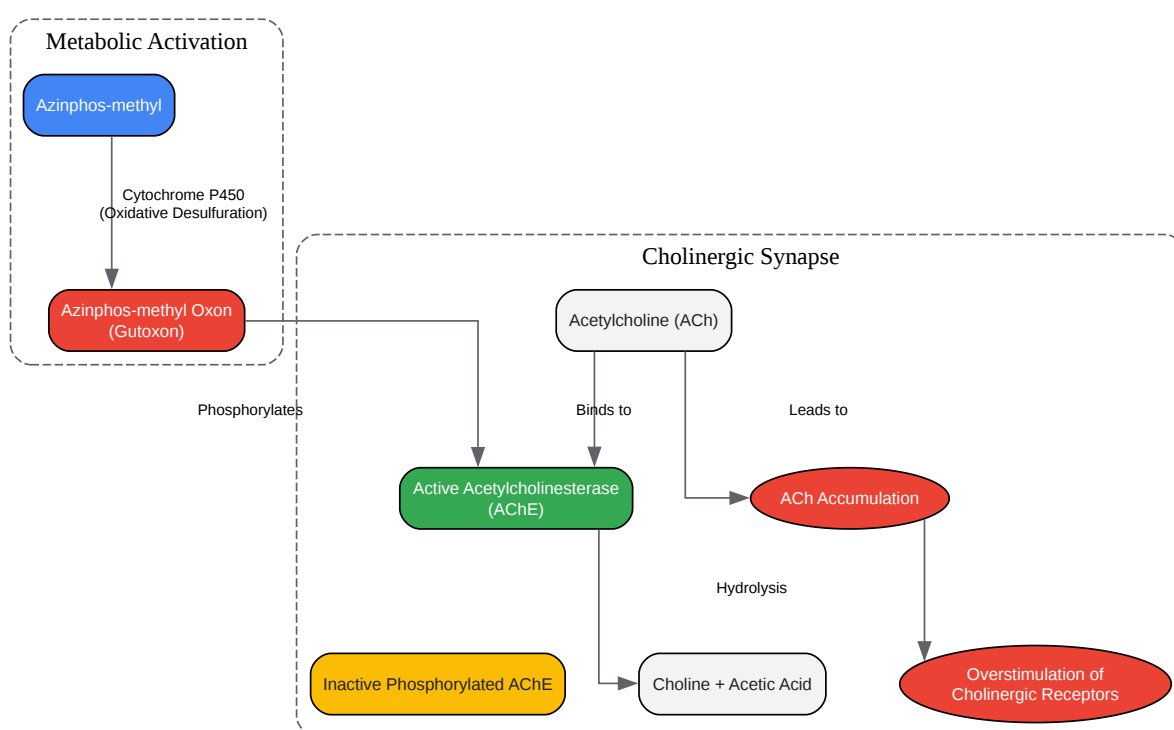 Metabolic Activation
Azinphos-methyl
Cytochrome P450
(Oxidative Desulfuration)
Azinphos-methyl Oxon
(Gutoxon)
Cholinergic Synapse
Acetylcholine (ACh)
Phosphorylates
Binds to
Leads to
Active Acetylcholinesterase
(AChE)
ACh Accumulation
Hydrolysis
Inactive Phosphorylated AChE
Choline + Acetic Acid
Overstimulation of
Cholinergic Receptors